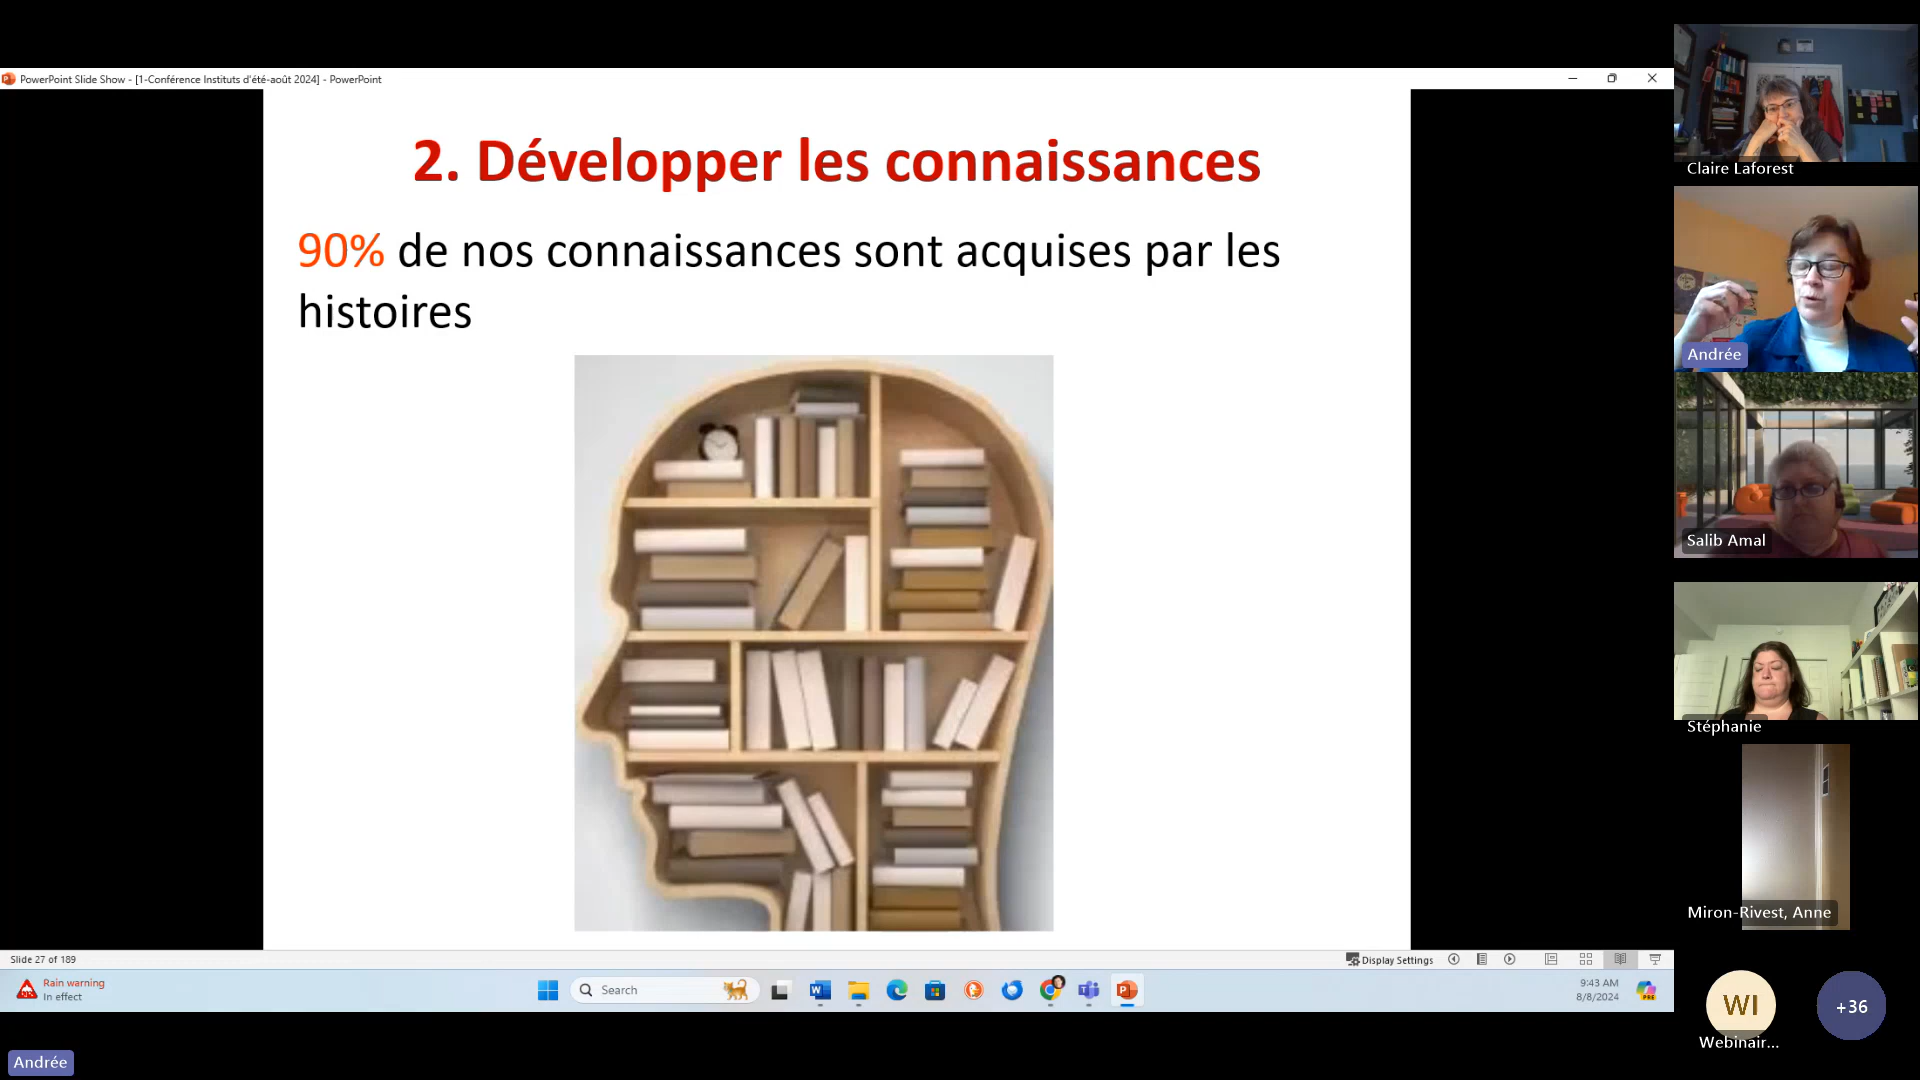 PowerPoint Slide Show - [1-Conférence Instituts d'été-août 2024] - PowerPoint
2. Développer les connaissances
90% de nos connaissances sont acquises par les
histoires
Claire Laforest
Andrée
Salib Amal
Stéphanie
Miron-Rivest, Anne
WI
Webinair...
+36
Slide 27 of 189
Display Settings
Rain warning
In effect
Search
9:43 AM
8/8/2024
Andrée